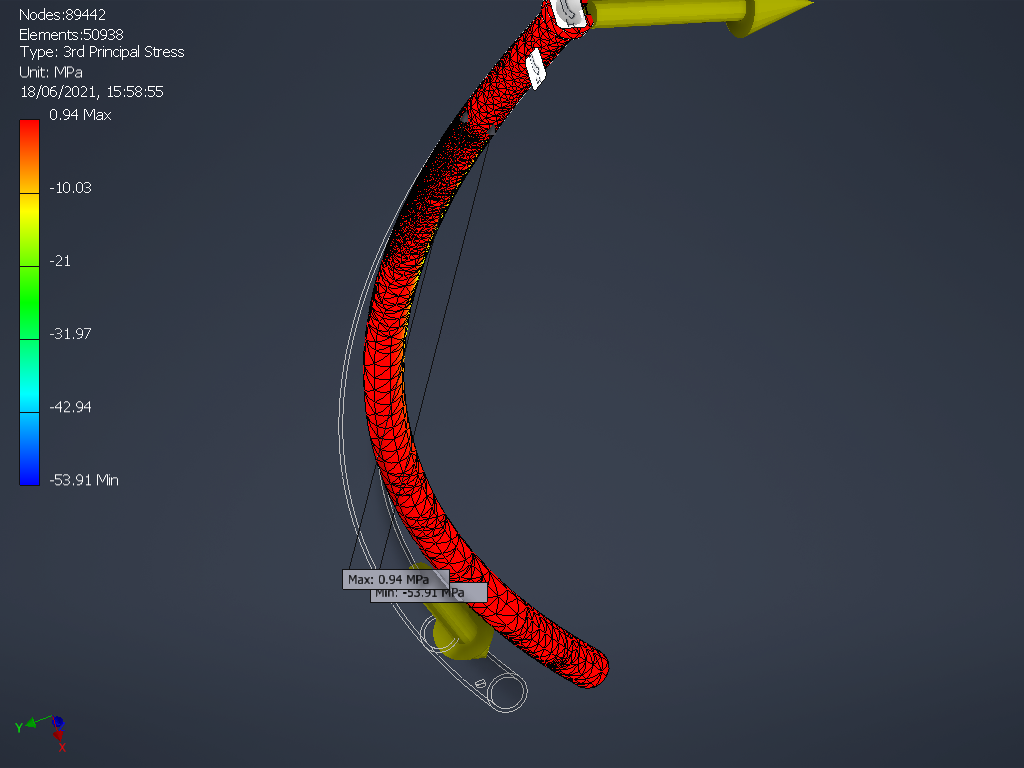 Nodes:89442
Elements:50938
Type: 3rd Principal Stress
Unit: MPa
18/06/2021, 15:58:55
0.94 Max
-10.03
-21
-31.97
-42.94
-53.91 Min
Max: 0.94 MPa
Min: -53.91 MPa
Y
X